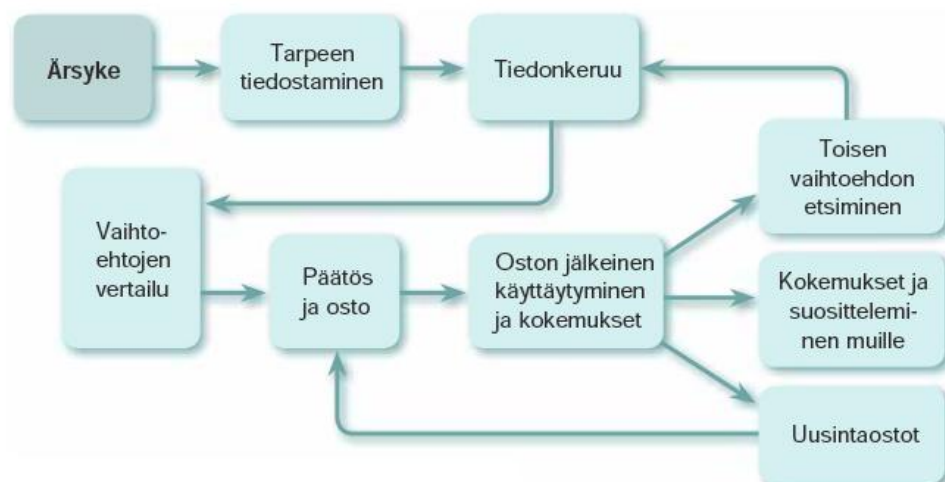 Ärsyke
Tarpeen
tiedostaminen
Tiedonkeruu
Toisen
vaihtoehdon
etsiminen
Vaihto-
ehtojen
vertailu
Päätös
ja osto
Oston jälkeinen
käyttäytyminen
ja kokemukset
Kokemukset ja
suosittelemi-
nen muille
Uusintaostot